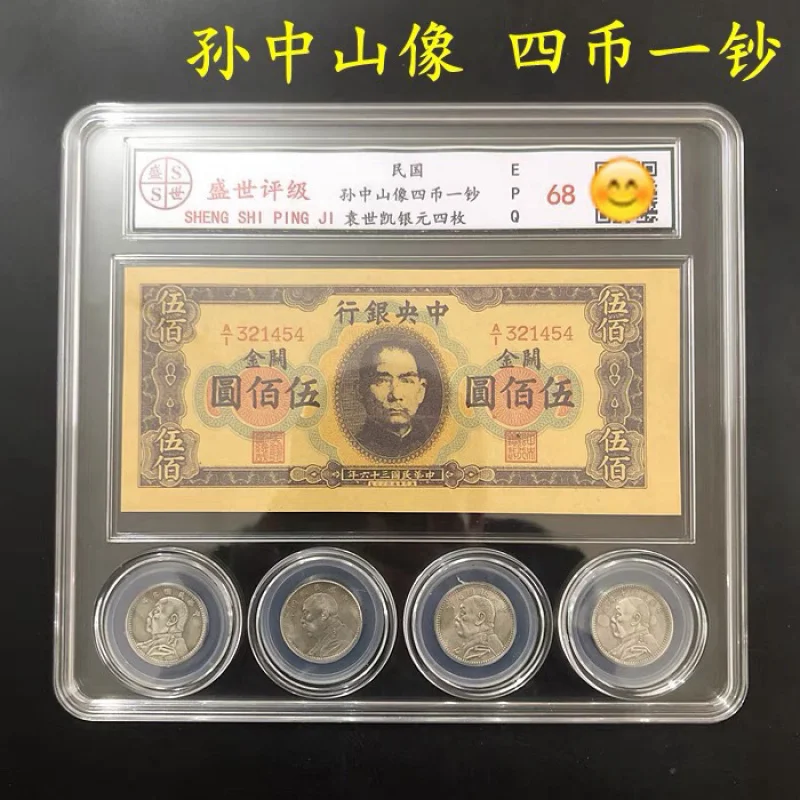 孙中山像 四币一钞
盛 S
S 世
盛世评级
SHENG SHI PING JI
民国
孙中山像四币一钞
袁世凯银元四枚
E
P
Q
68
伍佰
伍佰
行銀央中
A/1 321454
A/1 321454
金關
金關
圓佰伍
圓佰伍
伍佰
伍佰
年六十三國民華中